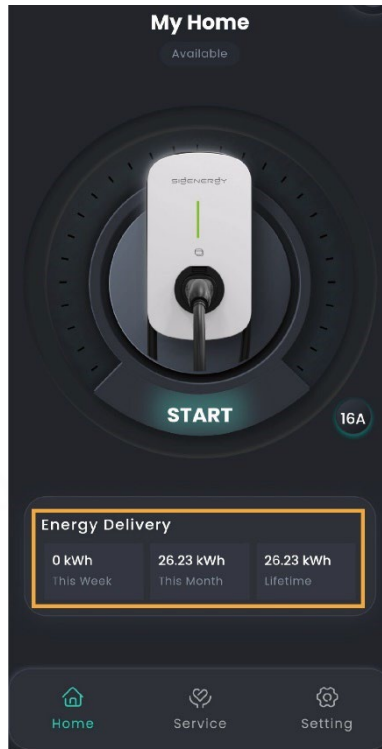 My Home
Available
SIGENERGY
START
16A
Energy Delivery
0 kWh 26.23 kWh 26.23 kWh
This Week This Month Lifetime
Home Service Setting